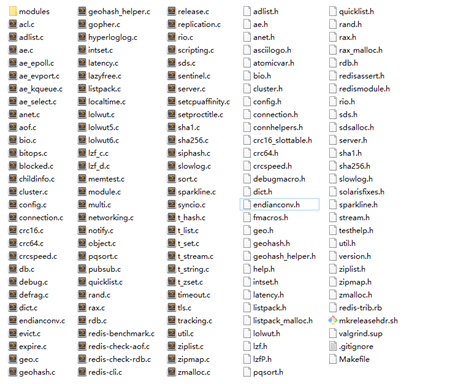 modules
acl.c
adlist.c
ae.c
ae_epoll.c
ae_evport.c
ae_kqueue.c
ae_select.c
anet.c
aof.c
bio.c
bitops.c
blocked.c
childinfo.c
cluster.c
config.c
connection.c
crc16.c
crc64.c
crcspeed.c
db.c
debug.c
defrag.c
dict.c
endianconv.c
evict.c
expire.c
geo.c
geohash.c
geohash_helper.c
gopher.c
hyperloglog.c
intset.c
latency.c
lazyfree.c
listpack.c
localtime.c
lolwut.c
lolwut5.c
lolwut6.c
lzf_c.c
lzf_d.c
memtest.c
module.c
multi.c
networking.c
notify.c
object.c
pqsort.c
pubsub.c
quicklist.c
rand.c
rax.c
rdb.c
redis-benchmark.c
redis-check-aof.c
redis-check-rdb.c
redis-cli.c
release.c
replication.c
rio.c
scripting.c
sds.c
sentinel.c
server.c
setcpuaffinity.c
setproctitle.c
sha1.c
sha256.c
siphash.c
slowlog.c
sort.c
sparkline.c
syncio.c
t_hash.c
t_list.c
t_set.c
t_stream.c
t_string.c
t_zset.c
timeout.c
tls.c
tracking.c
util.c
ziplist.c
zipmap.c
zmalloc.c
adlist.h
ae.h
anet.h
asciilogo.h
atomicvar.h
bio.h
cluster.h
config.h
connection.h
connhelpers.h
crc16_slottable.h
crc64.h
crcspeed.h
debugmacro.h
dict.h
endianconv.h
fmacros.h
geo.h
geohash.h
geohash_helper.h
help.h
intset.h
latency.h
listpack.h
listpack_malloc.h
lolwut.h
lzf.h
lzfP.h
pqsort.h
quicklist.h
rand.h
rax.h
rax_malloc.h
rdb.h
redisassert.h
redismodule.h
rio.h
sds.h
sdsalloc.h
server.h
sha1.h
sha256.h
slowlog.h
solarisfixes.h
sparkline.h
stream.h
testhelp.h
util.h
version.h
ziplist.h
zipmap.h
zmalloc.h
redis-trib.rb
mkreleasehdr.sh
valgrind.sup
.gitignore
Makefile